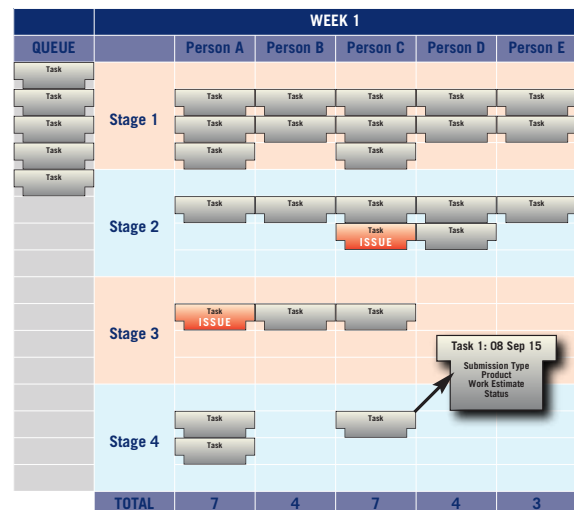 WEEK 1
QUEUE Person A Person B Person C Person D Person E
Task
Task Task Task Task Task Task
Stage 1
Task Task Task Task Task Task
Task Task Task
Task
Task Task Task Task Task
Stage 2
Task Task
ISSUE
Task Task Task
ISSUE
Stage 3
Task 1: 08 Sep 15
Submission Type
Product
Work Estimate
Status
Task Task
Stage 4
Task
TOTAL 7 4 7 4 3